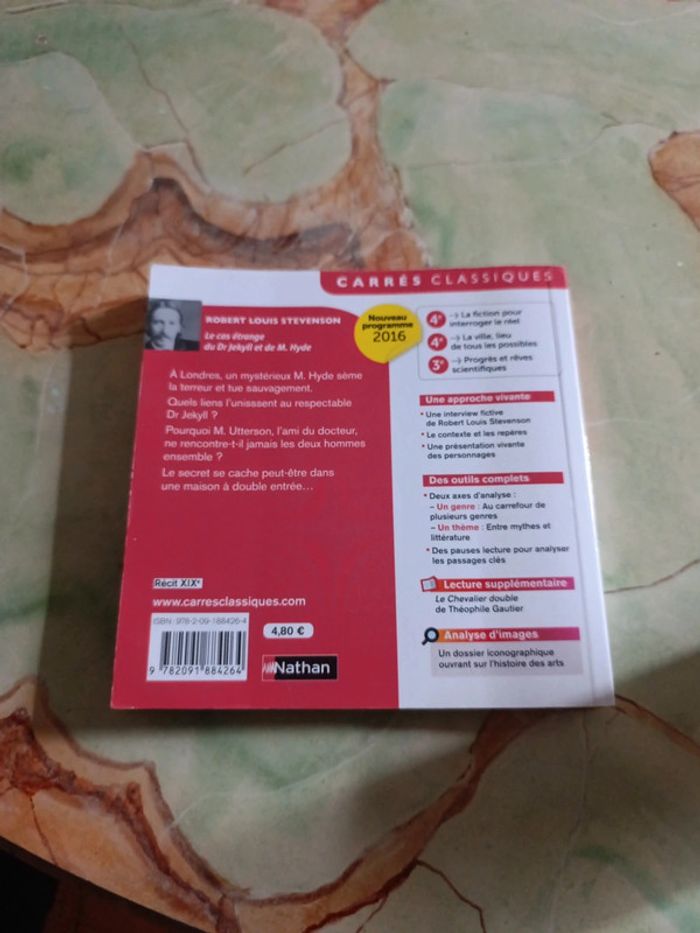 CARRÉS CLASSIQUES
ROBERT LOUIS STEVENSON
Le cas étrange
du Dr Jekyll et de M. Hyde
Nouveau
programme
2016
À Londres, un mystérieux M. Hyde sème
la terreur et tue sauvagement.
Quels liens l'unisssent au respectable
Dr Jekyll ?
Pourquoi M. Utterson, l'ami du docteur,
ne rencontre-t-il jamais les deux hommes
ensemble ?
Le secret se cache peut-être dans
une maison à double entrée...
Récit XIXe
www.carresclassiques.com
ISBN : 978-2-09-188426-4
9 782091 884264
4,80 €
Nathan
4e → La fiction pour
interroger le réel
4e → La ville, lieu
de tous les possibles
3e → Progrès et rêves
scientifiques
Une approche vivante
• Une interview fictive
de Robert Louis Stevenson
• Le contexte et les repères
• Une présentation vivante
des personnages
Des outils complets
• Deux axes d'analyse :
– Un genre : Au carrefour de
plusieurs genres
– Un thème : Entre mythes et
littérature
• Des pauses lecture pour analyser
les passages clés
Lecture supplémentaire
Le Chevalier double
de Théophile Gautier
Analyse d'images
Un dossier iconographique
ouvrant sur l'histoire des arts